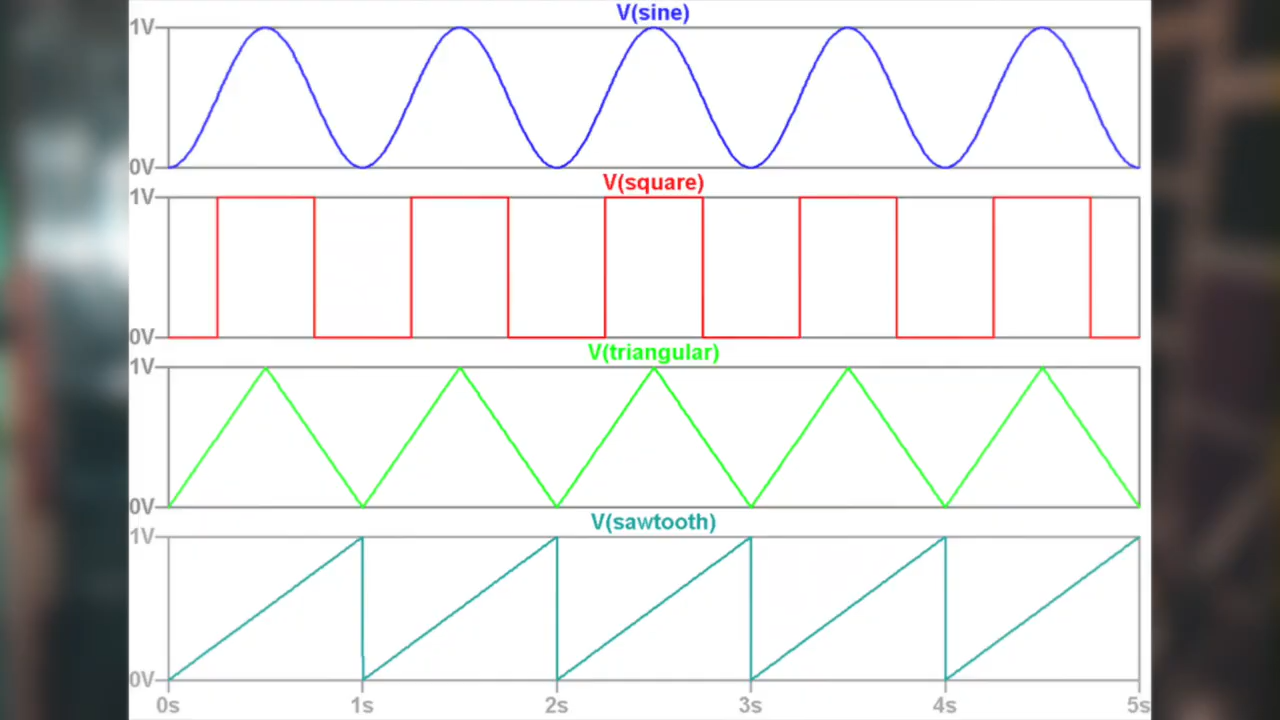 V(sine)
1V
0V
V(square)
1V
0V
V(triangular)
1V
0V
V(sawtooth)
1V
0V
0s 1s 2s 3s 4s 5s